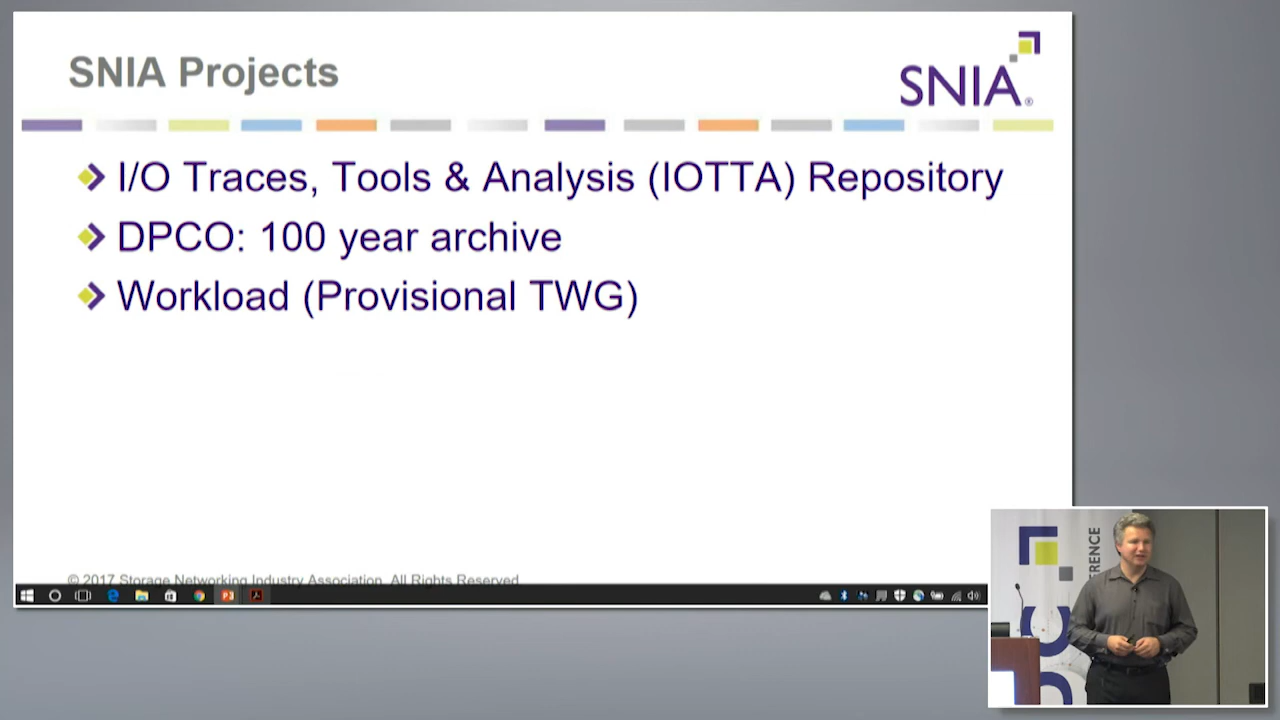 SNIA Projects
SNIA®
I/O Traces, Tools & Analysis (IOTTA) Repository
DPCO: 100 year archive
Workload (Provisional TWG)
© 2017 Storage Networking Industry Association. All Rights Reserved
ERENCE